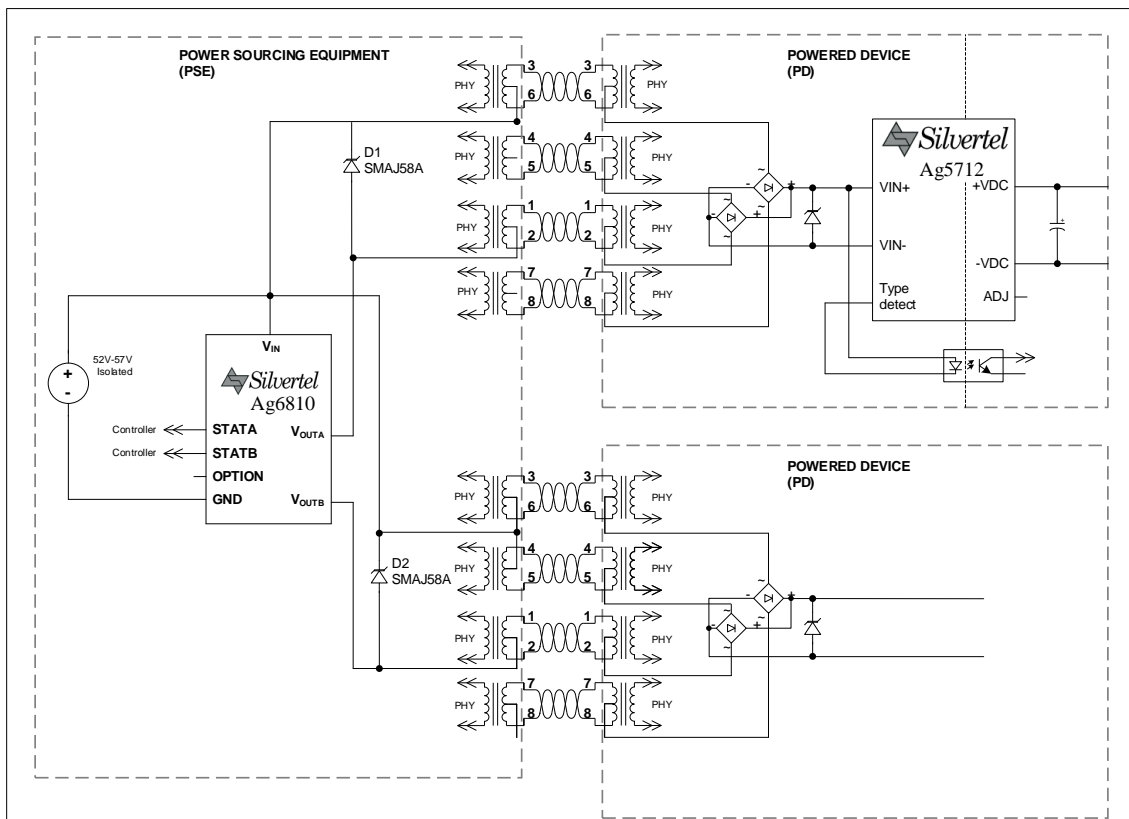 POWER SOURCING EQUIPMENT
(PSE)
POWERED DEVICE
(PD)
PHY
3
6
3
6
PHY
PHY
4
5
4
5
PHY
PHY
1
2
1
2
PHY
PHY
7
8
7
8
PHY
D1
SMAJ58A
~
-
+
~
~
-
+
~
Silvertel
Ag5712
VIN+
VIN-
Type
detect
+VDC
-VDC
ADJ
+
52V-57V
Isolated
+
-
VIN
Silvertel
Ag6810
Controller
STATA
Controller
STATB
OPTION
GND
VOUTA
VOUTB
D2
SMAJ58A
POWERED DEVICE
(PD)
PHY
3
6
3
6
PHY
PHY
4
5
4
5
PHY
PHY
1
2
1
2
PHY
PHY
7
8
7
8
PHY
~
-
+
~
~
-
+
~